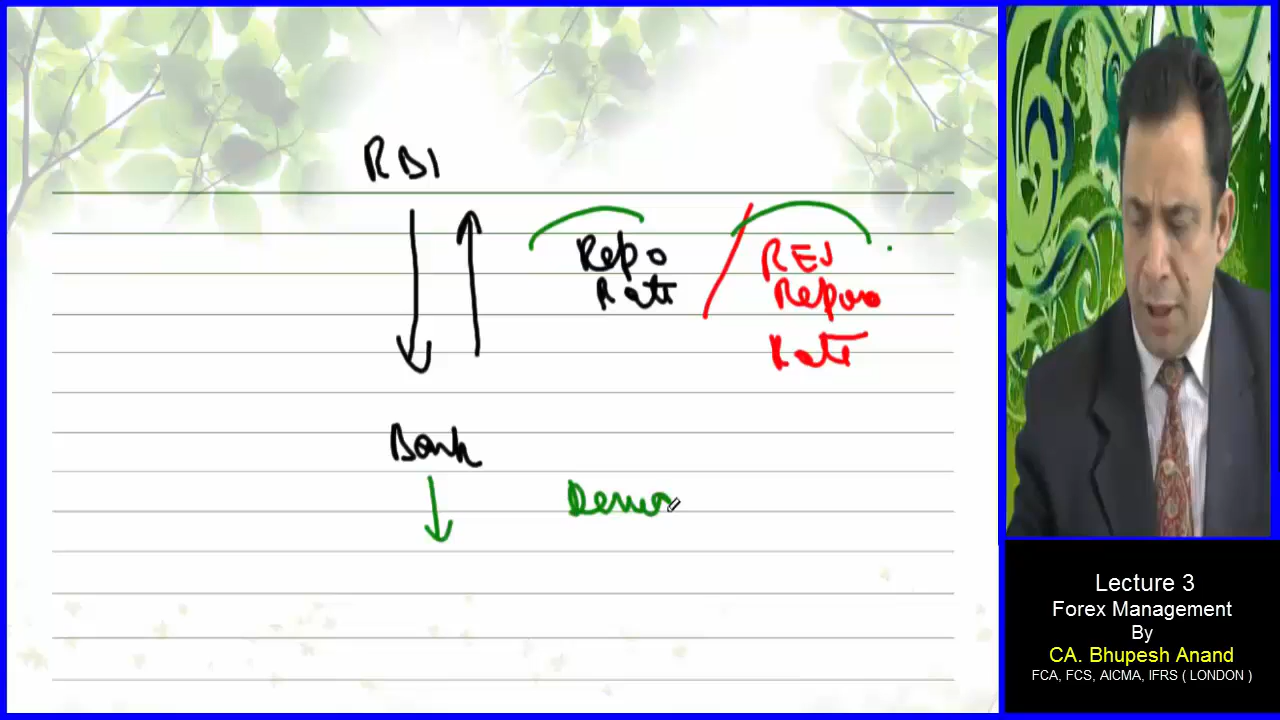 RBI
Repo
Rate
REV
Repo
Rate
Bank
Lecture 3
Forex Management
By
CA. Bhupesh Anand
FCA, FCS, AICMA, IFRS ( LONDON )